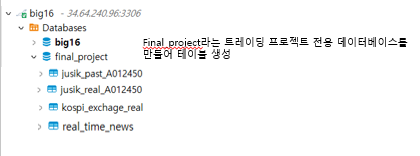 big16 - 34.64.240.96:3306
Databases
big16
Final_project라는 트레이딩 프로젝트 전용 데이터베이스를
만들어 테이블 생성
final_project
jusik_past_A012450
jusik_real_A012450
kospi_exchage_real
real_time_news